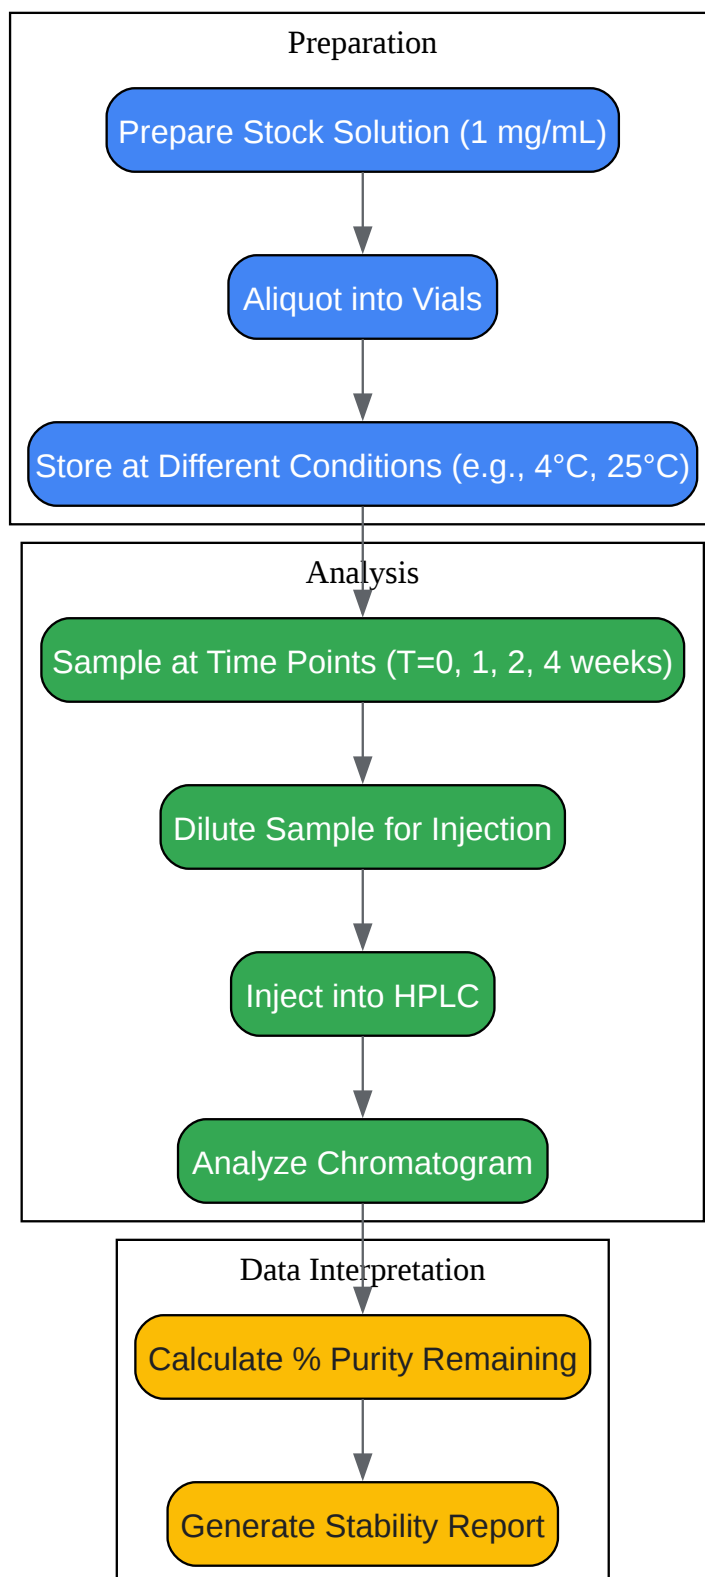 Preparation
Prepare Stock Solution (1 mg/mL)
Aliquot into Vials
Store at Different Conditions (e.g., 4°C, 25°C)
Analysis
Sample at Time Points (T=0, 1, 2, 4 weeks)
Dilute Sample for Injection
Inject into HPLC
Analyze Chromatogram
Data Interpretation
Calculate % Purity Remaining
Generate Stability Report